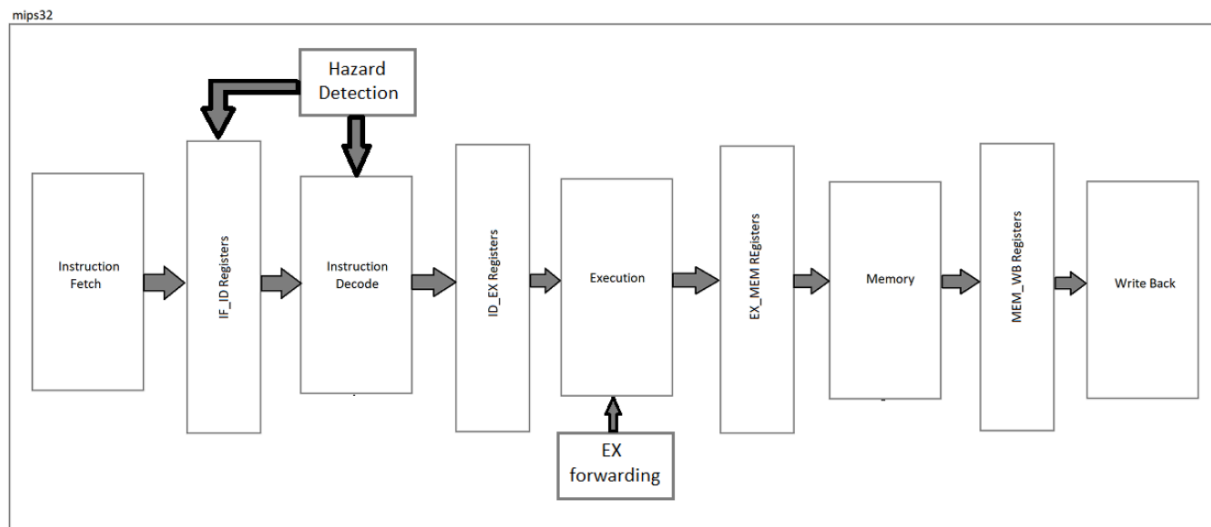 mips32
Hazard
Detection
Instruction
Fetch
IF_ID Registers
Instruction
Decode
ID_EX Registers
Execution
EX_MEM REgisters
Memory
MEM_WB Registers
Write Back
EX
forwarding